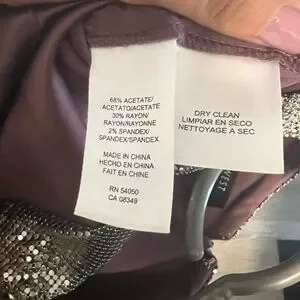 68% ACETATE/
ACETATO/ACETATE
30% RAYON/
RAYON/RAYONNE
2% SPANDEX/
SPANDEX/SPANDEX
MADE IN CHINA
HECHO EN CHINA
FAIT EN CHINE
RN 54050
CA 08349
DRY CLEAN
LIMPIAR EN SECO
NETTOYAGE A SEC